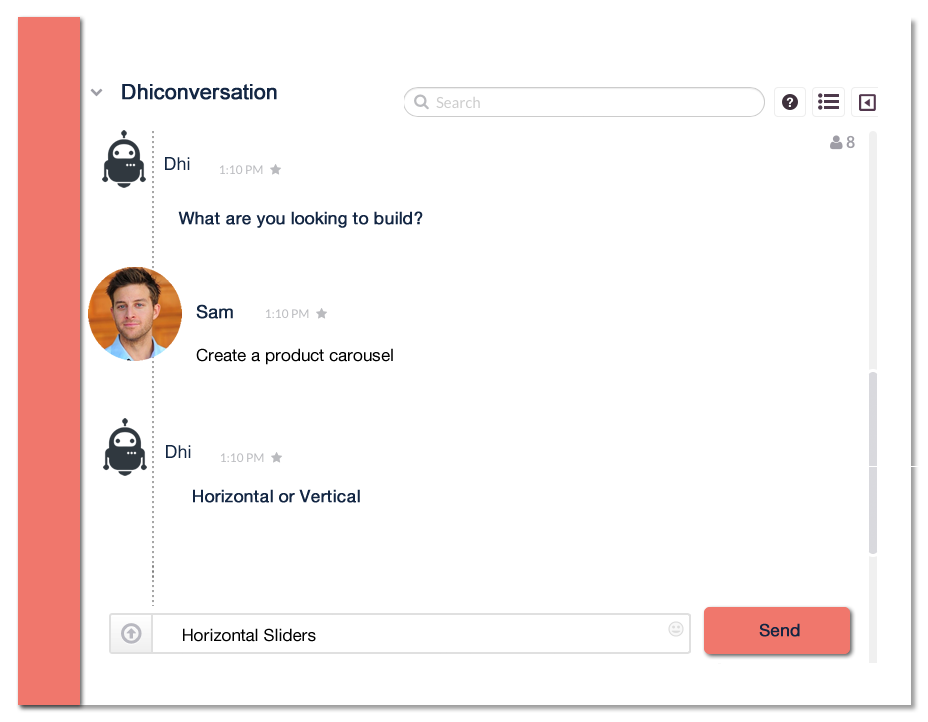 Dhiconversation
Search
8
Dhi 1:10 PM
What are you looking to build?
Sam 1:10 PM
Create a product carousel
Dhi 1:10 PM
Horizontal or Vertical
Horizontal Sliders
Send